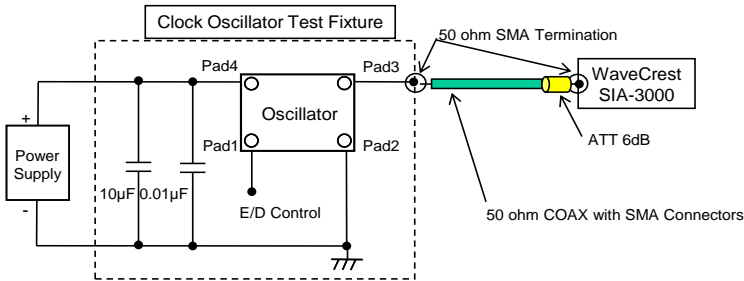 Clock Oscillator Test Fixture
50 ohm SMA Termination
Pad4
Pad3
WaveCrest
SIA-3000
Oscillator
+
ATT 6dB
Pad1
Pad2
Power
Supply
10µF
0.01µF
E/D Control
-
50 ohm COAX with SMA Connectors